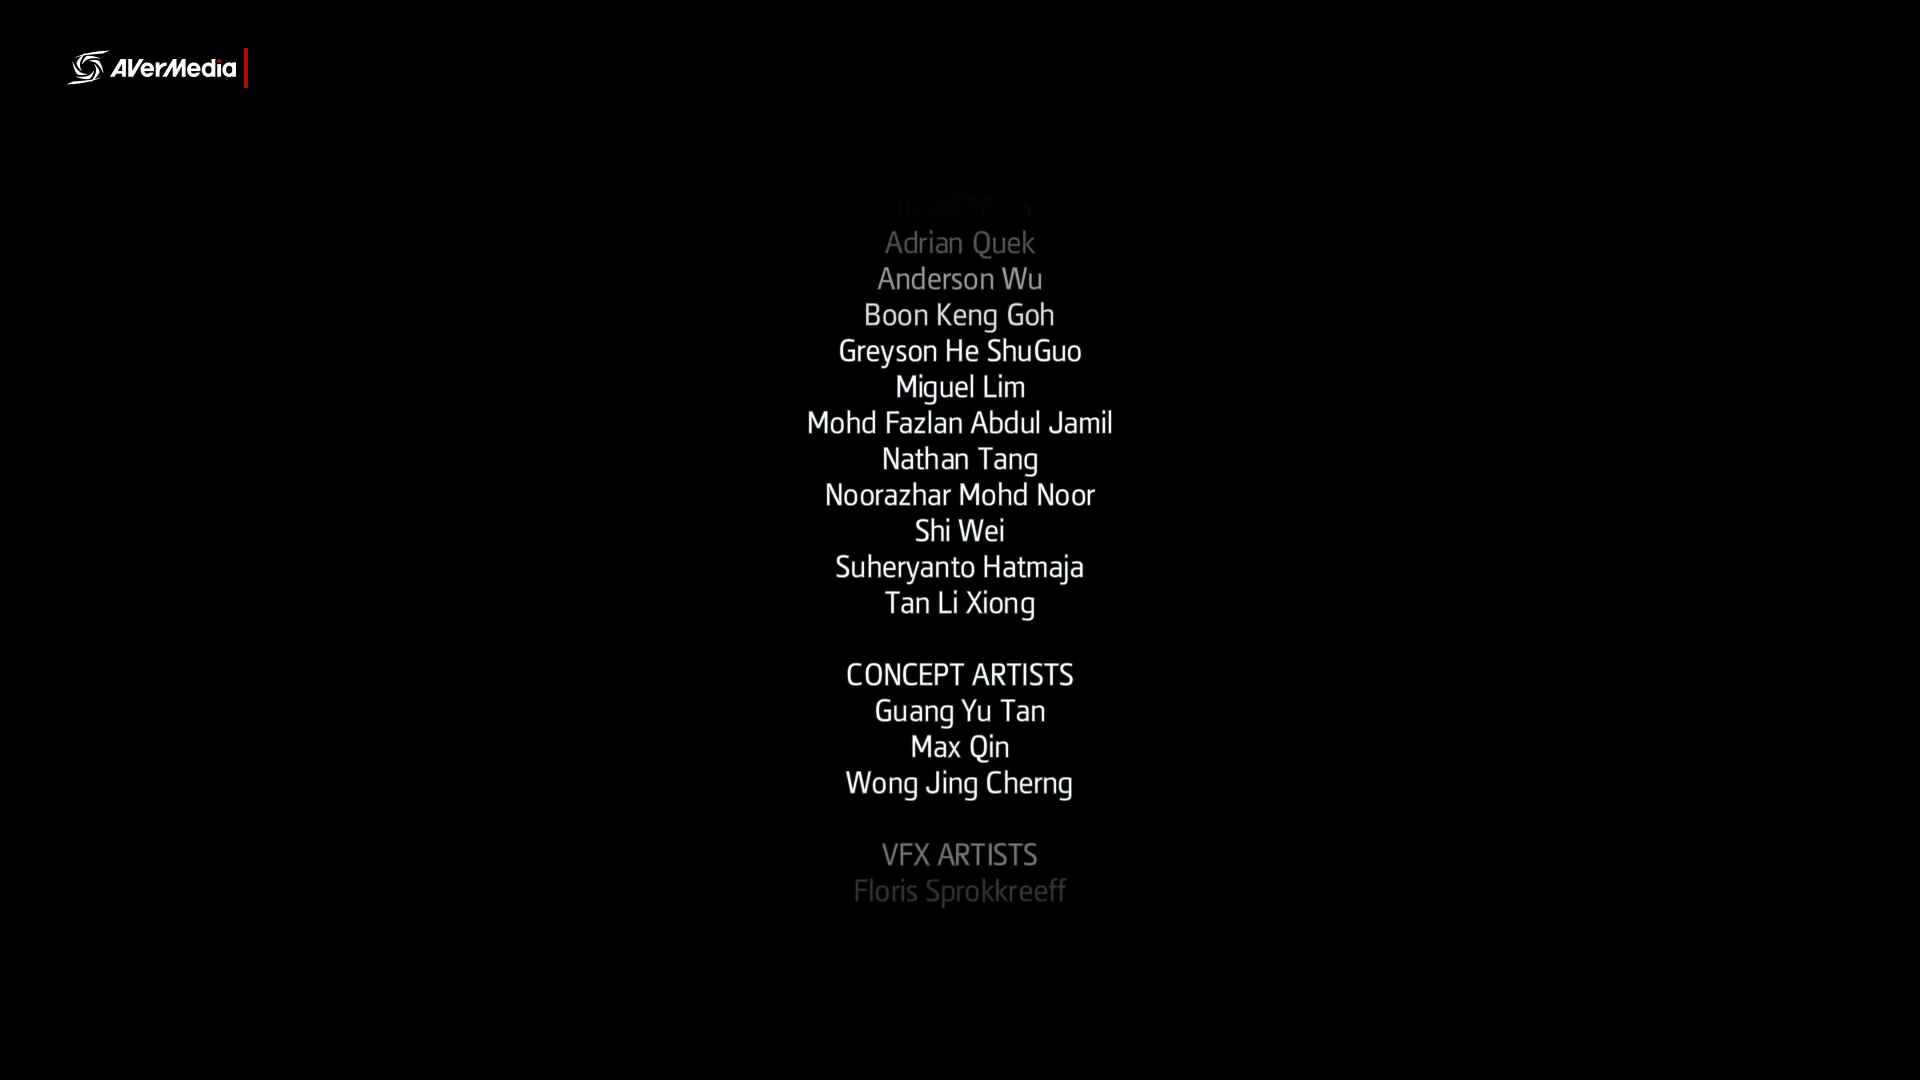 AVerMedia
3D ARTISTS
Adrian Quek
Anderson Wu
Boon Keng Goh
Greyson He ShuGuo
Miguel Lim
Mohd Fazlan Abdul Jamil
Nathan Tang
Noorazhar Mohd Noor
Shi Wei
Suheryanto Hatmaja
Tan Li Xiong
CONCEPT ARTISTS
Guang Yu Tan
Max Qin
Wong Jing Cherng
VFX ARTISTS
Floris Sprokkreeff